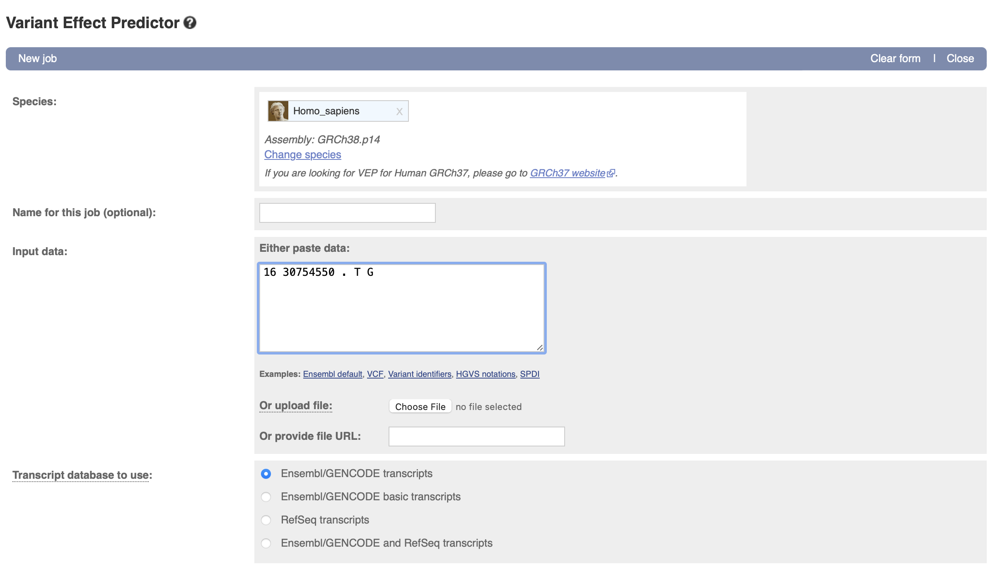 Variant Effect Predictor ?
New job
Clear form | Close
Species:
Homo_sapiens x
Assembly: GRCh38.p14
Change species
If you are looking for VEP for Human GRCh37, please go to GRCh37 website.
Name for this job (optional):
Input data:
Either paste data:
16 30754550 . T G
Examples: Ensembl default, VCF, Variant identifiers, HGVS notations, SPDI
Or upload file: Choose File no file selected
Or provide file URL:
Transcript database to use:
Ensembl/GENCODE transcripts
Ensembl/GENCODE basic transcripts
RefSeq transcripts
Ensembl/GENCODE and RefSeq transcripts